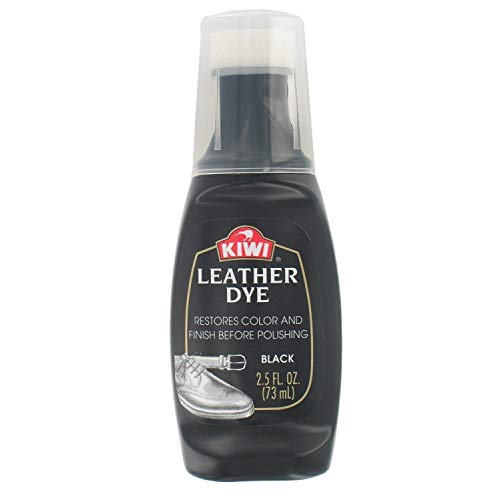 KIWI
®
LEATHER
DYE
RESTORES COLOR AND
FINISH BEFORE POLISHING
BLACK
2.5 FL. OZ.
(73 mL)